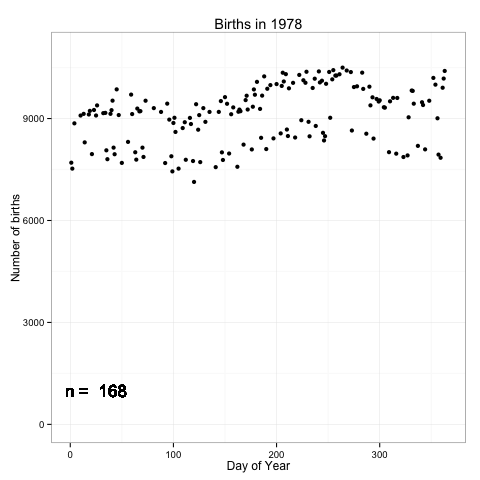 Births in 1978
Number of births
9000
6000
3000
0
n = 168
0 100 200 300
Day of Year